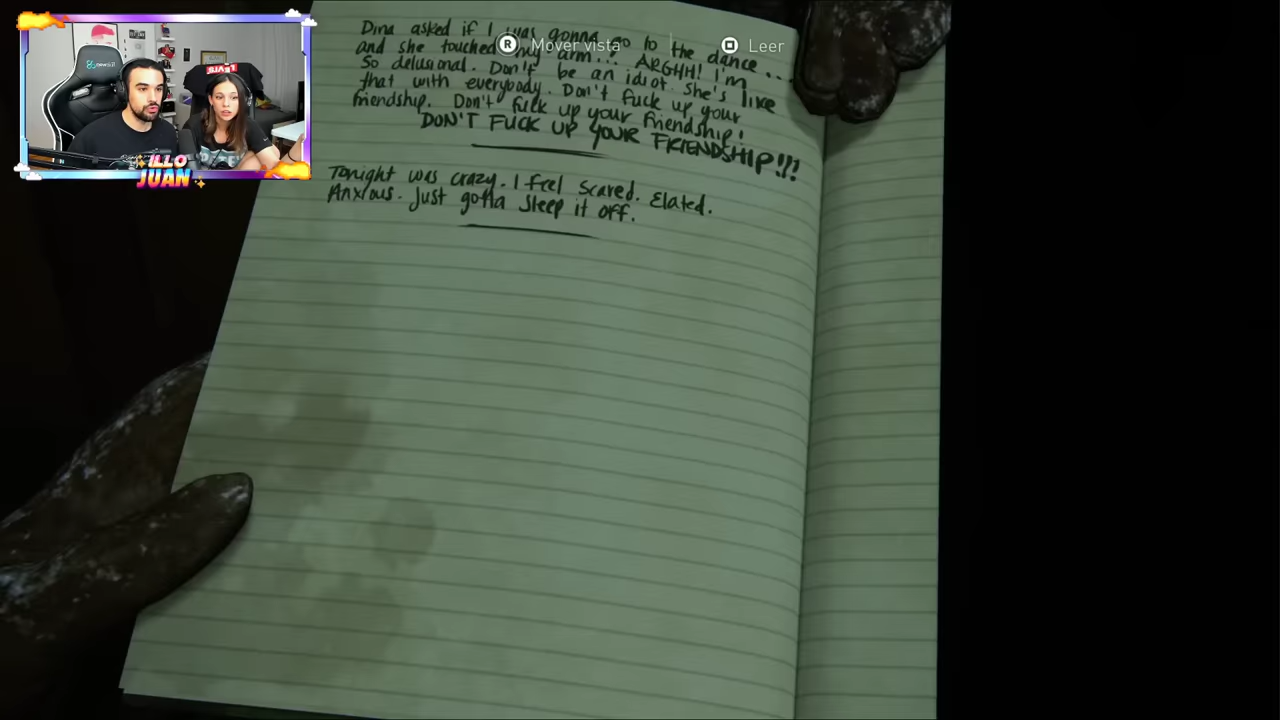 Dina asked if I was gonna go to the dance...
and she touched my arm... ARGHH! I'm
so delusional. Don't be an idiot. She's like
that with everybody. Don't fuck up your
friendship. Don't fuck up your friendship!
DON'T FUCK UP YOUR FRIENDSHIP!!!
Tonight was crazy. I feel scared. Elated.
Anxious. Just gotta sleep it off.
R Mover vista
Leer
LEVIS
ILLO
JUAN